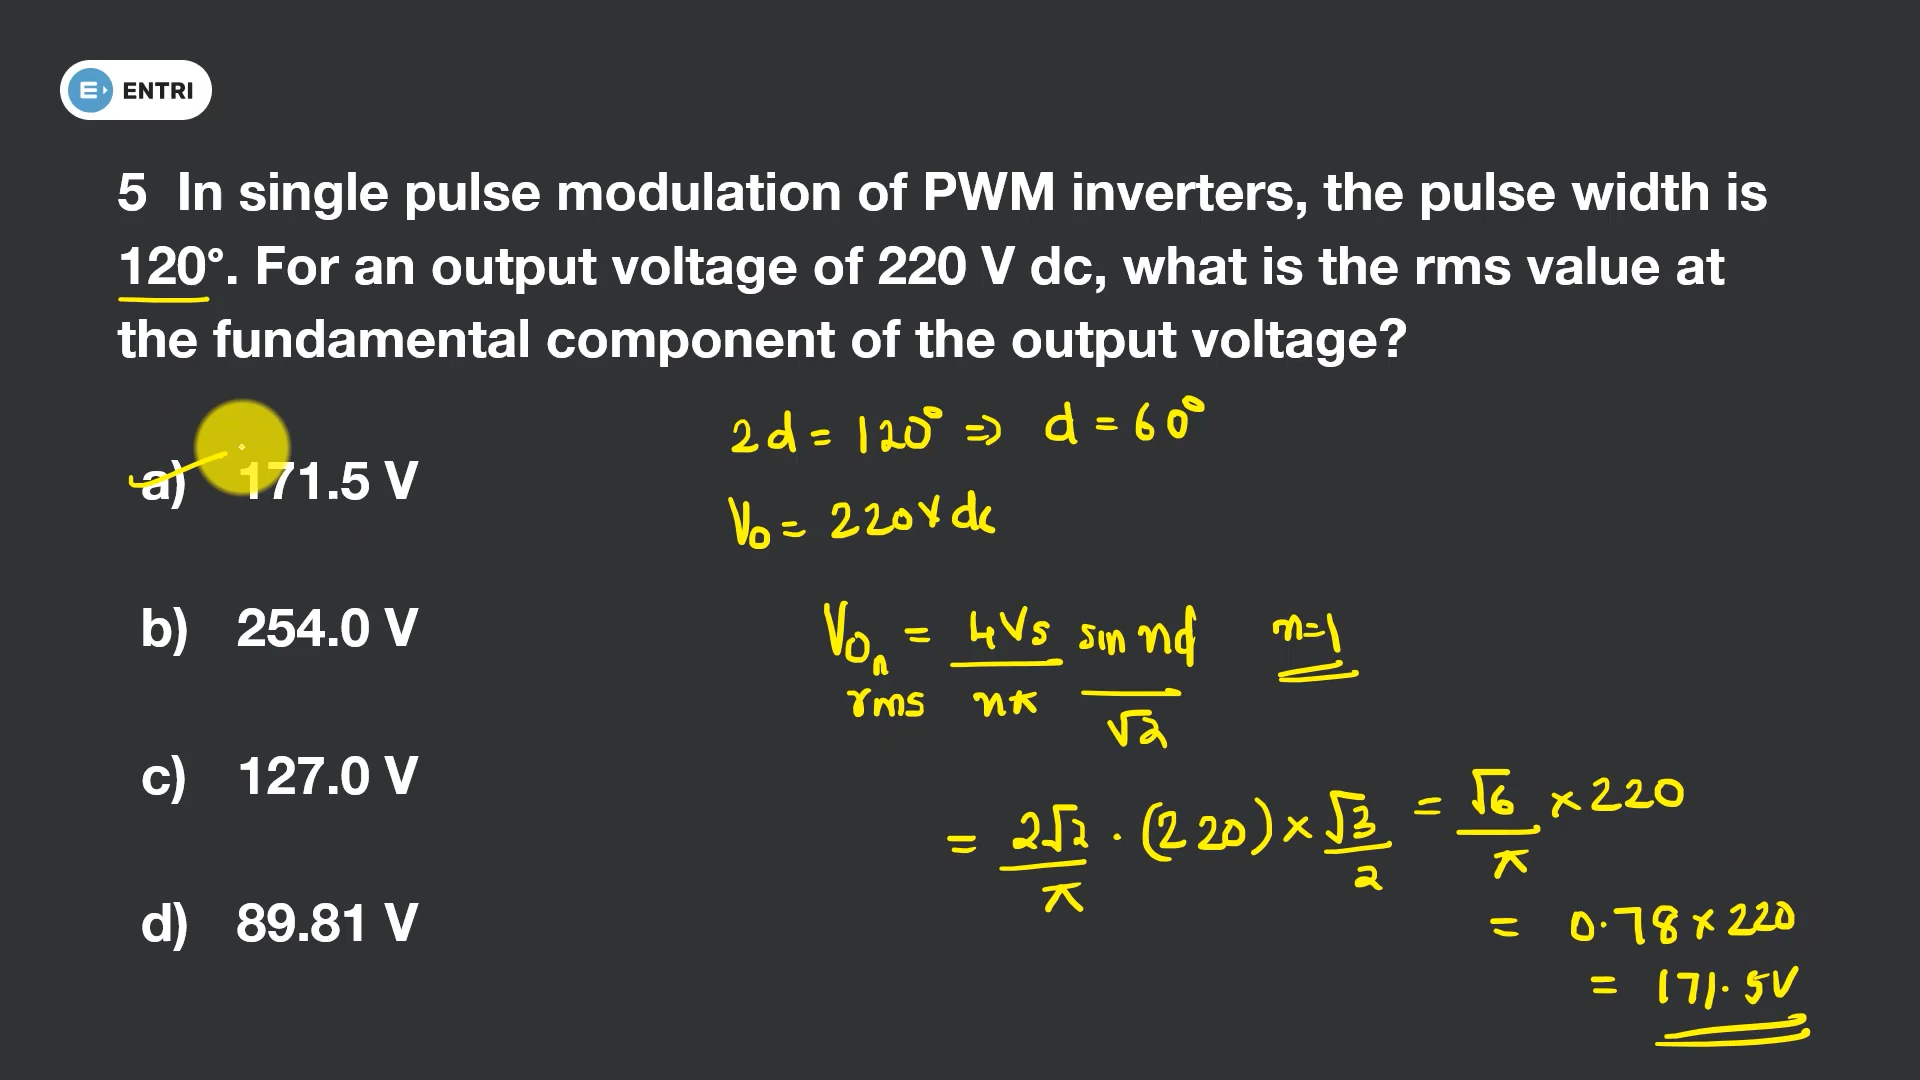 ENTRI
5 In single pulse modulation of PWM inverters, the pulse width is
120°. For an output voltage of 220 V dc, what is the rms value at
the fundamental component of the output voltage?
2d = 120° ⇒ d = 60°
a) 171.5 V
V₀ = 220V dc
b) 254.0 V
V₀ₙ rms = 4Vs/nπ sin nd/√2 n=1
c) 127.0 V
= 2√2/π · (220) × √3/2 = √6/π × 220
d) 89.81 V
= 0.78 × 220
= 171.5V